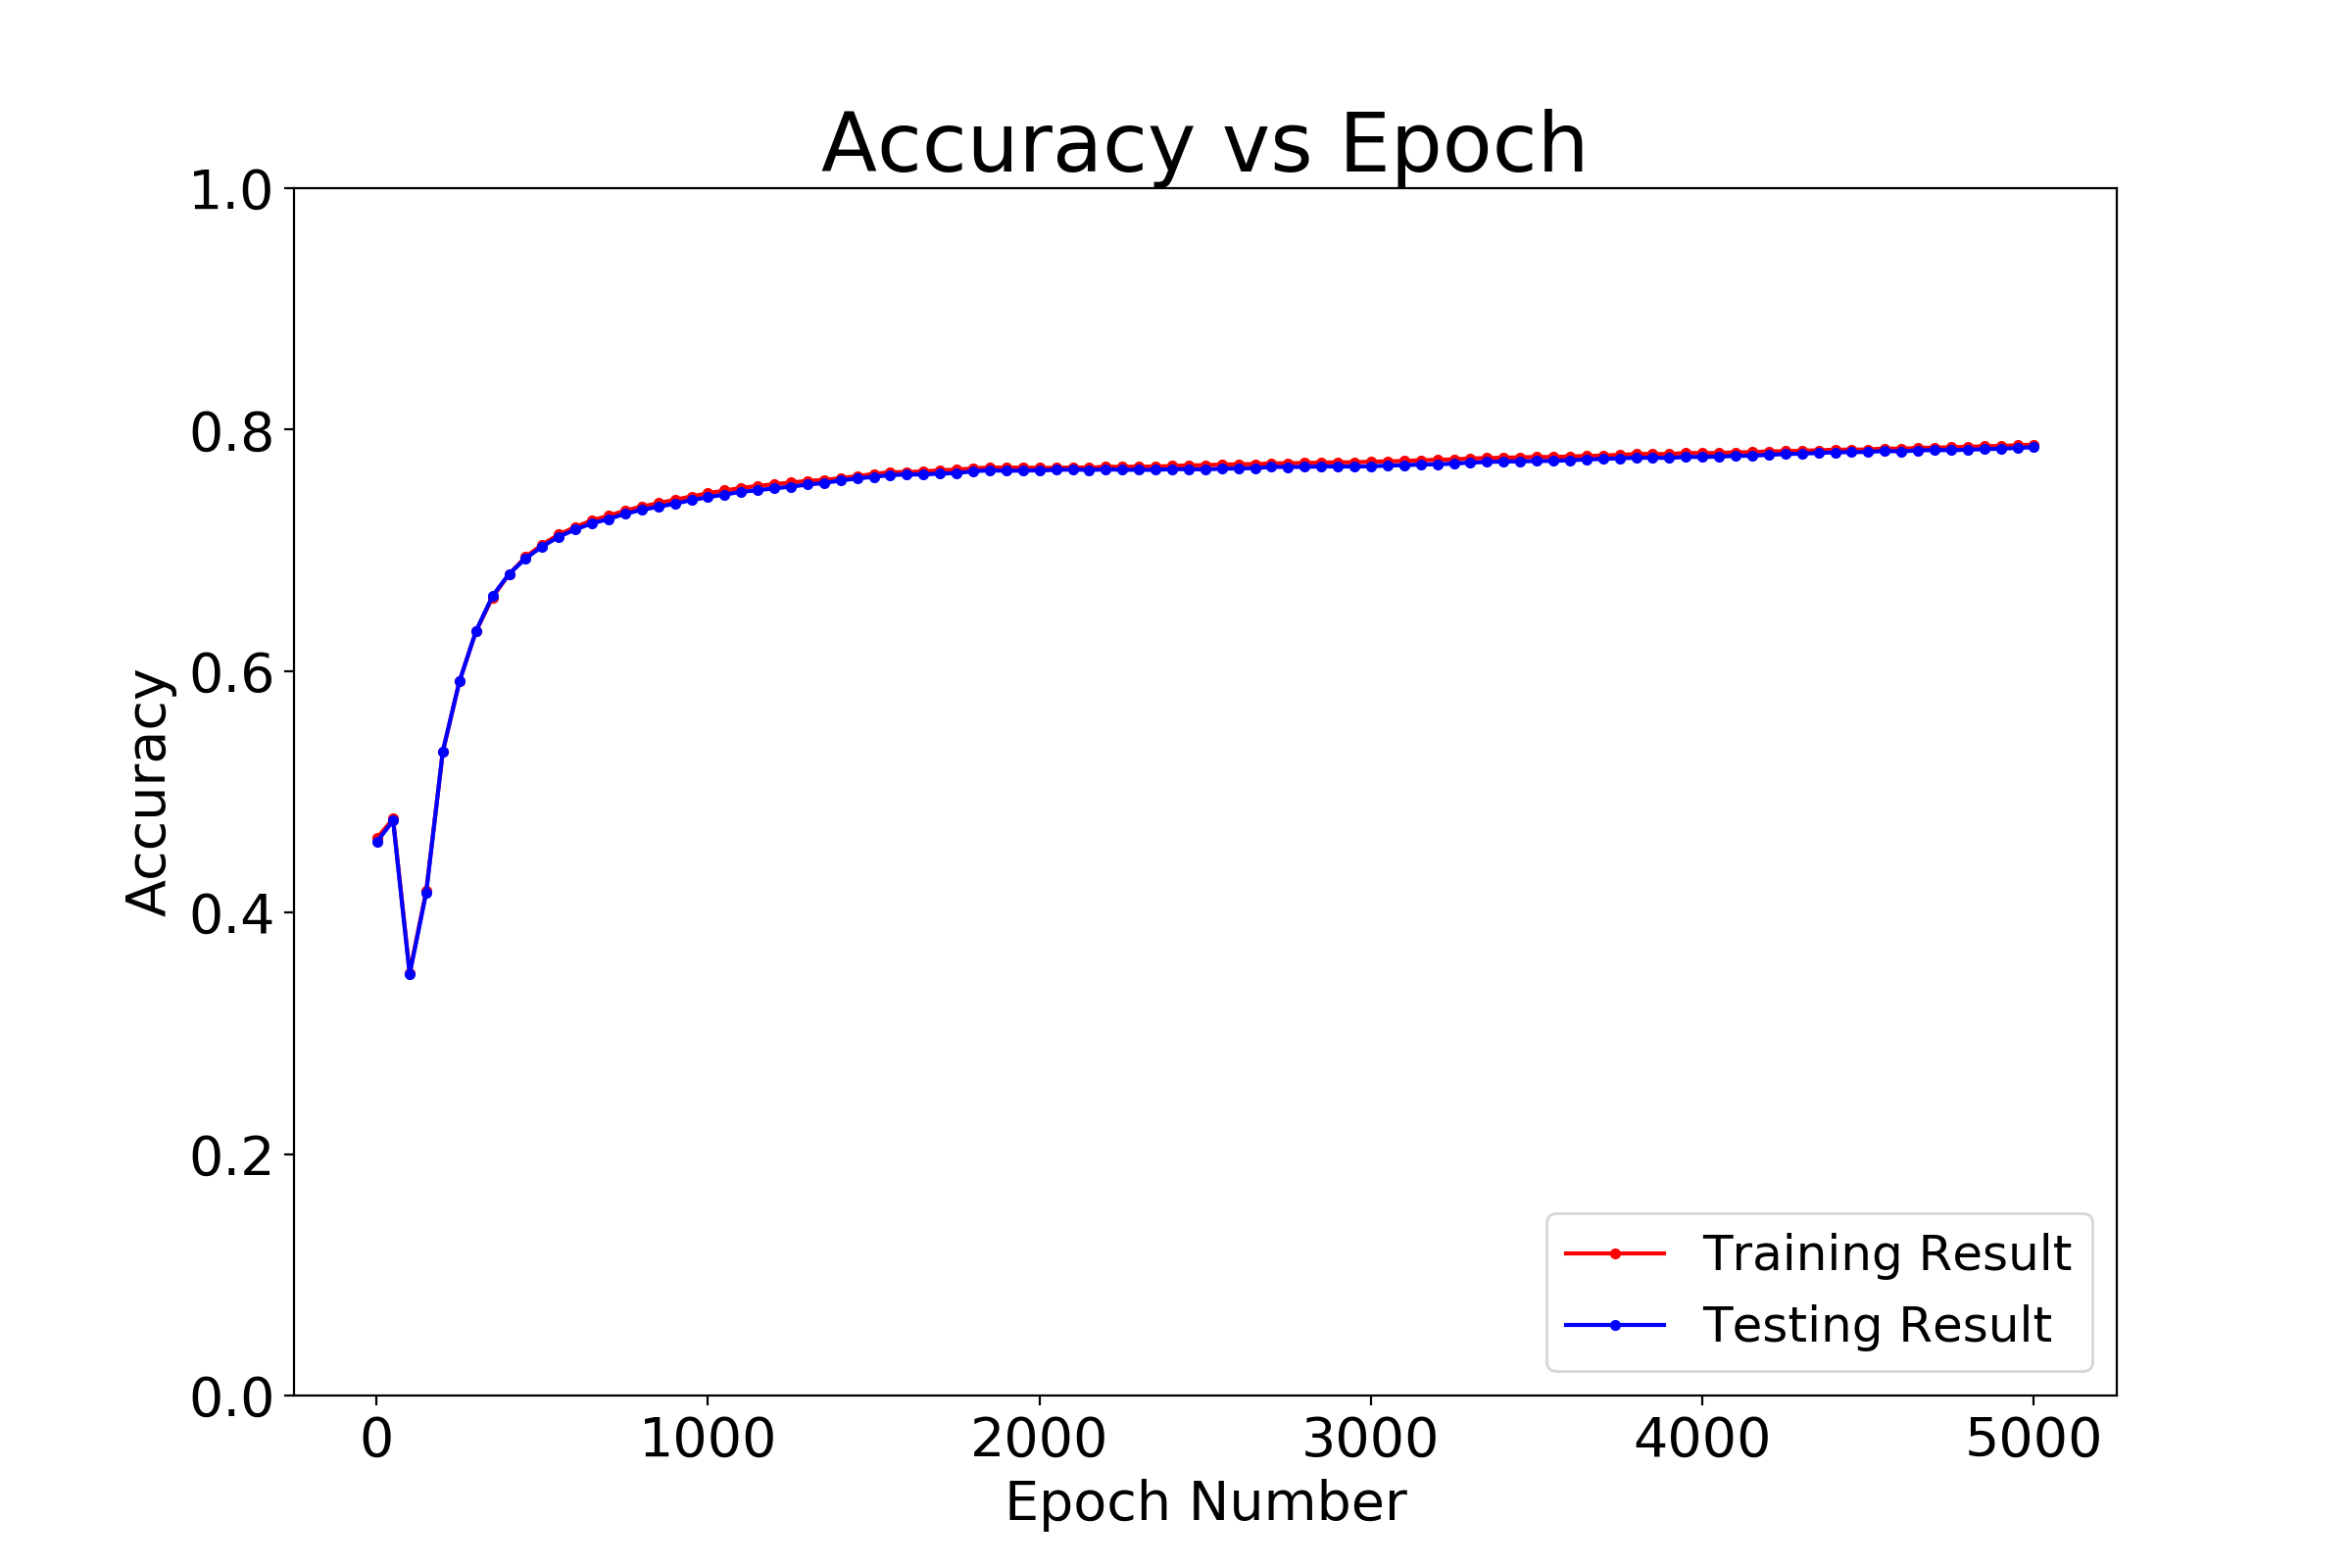 Accuracy vs Epoch
1.0
0.8
0.6
0.4
0.2
0.0
Accuracy
0 1000 2000 3000 4000 5000
Epoch Number
Training Result
Testing Result